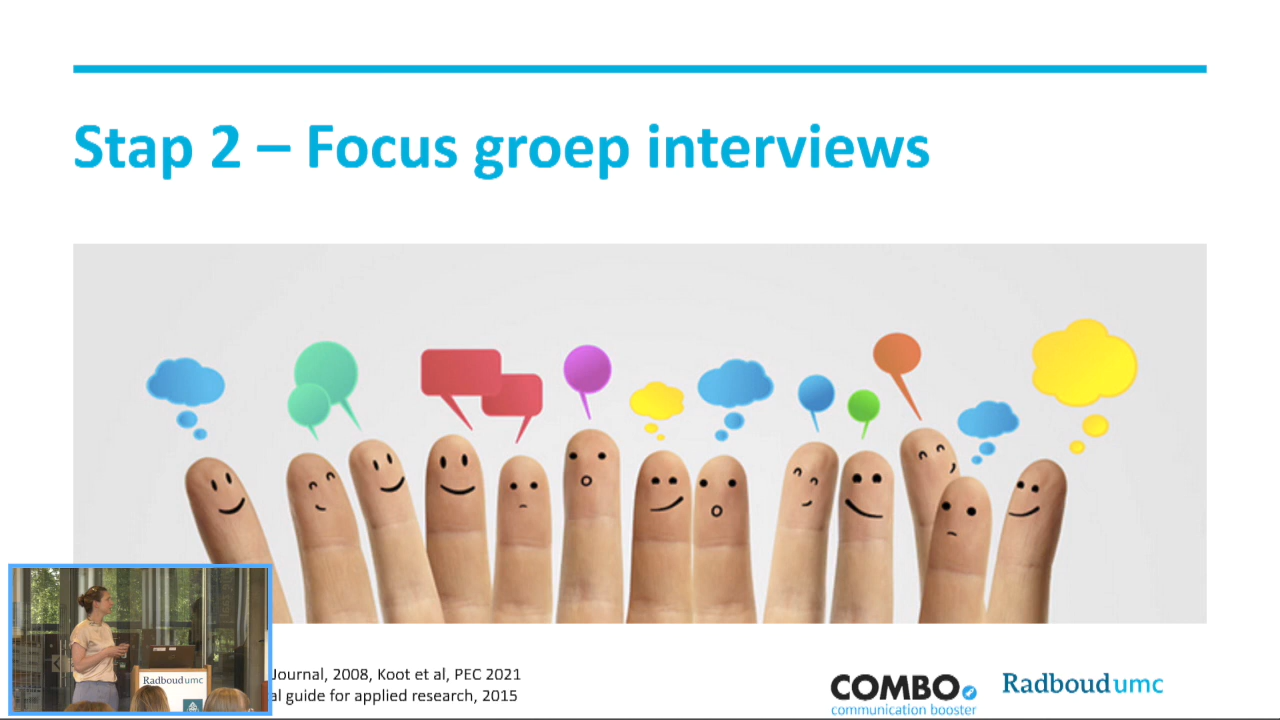 Stap 2 – Focus groep interviews
Journal, 2008, Koot et al, PEC 2021
guide for applied research, 2015
Radboudumc
COMBO
communication booster
Radboudumc